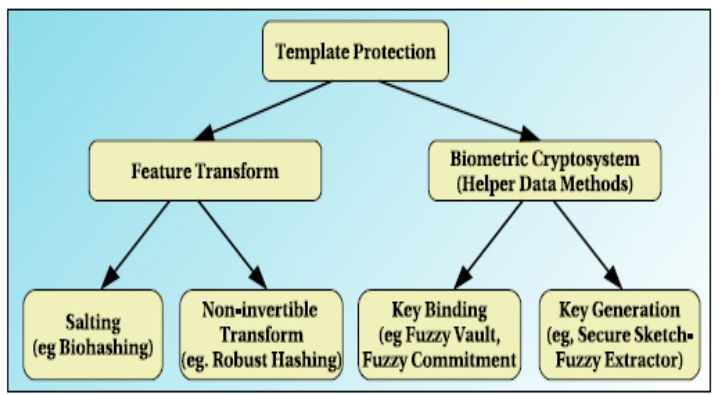 Template Protection
Feature Transform
Biometric Cryptosystem
(Helper Data Methods)
Salting
(eg Biohashing)
Non-invertible
Transform
(eg. Robust Hashing)
Key Binding
(eg Fuzzy Vault,
Fuzzy Commitment
Key Generation
(eg, Secure Sketch-
Fuzzy Extractor)